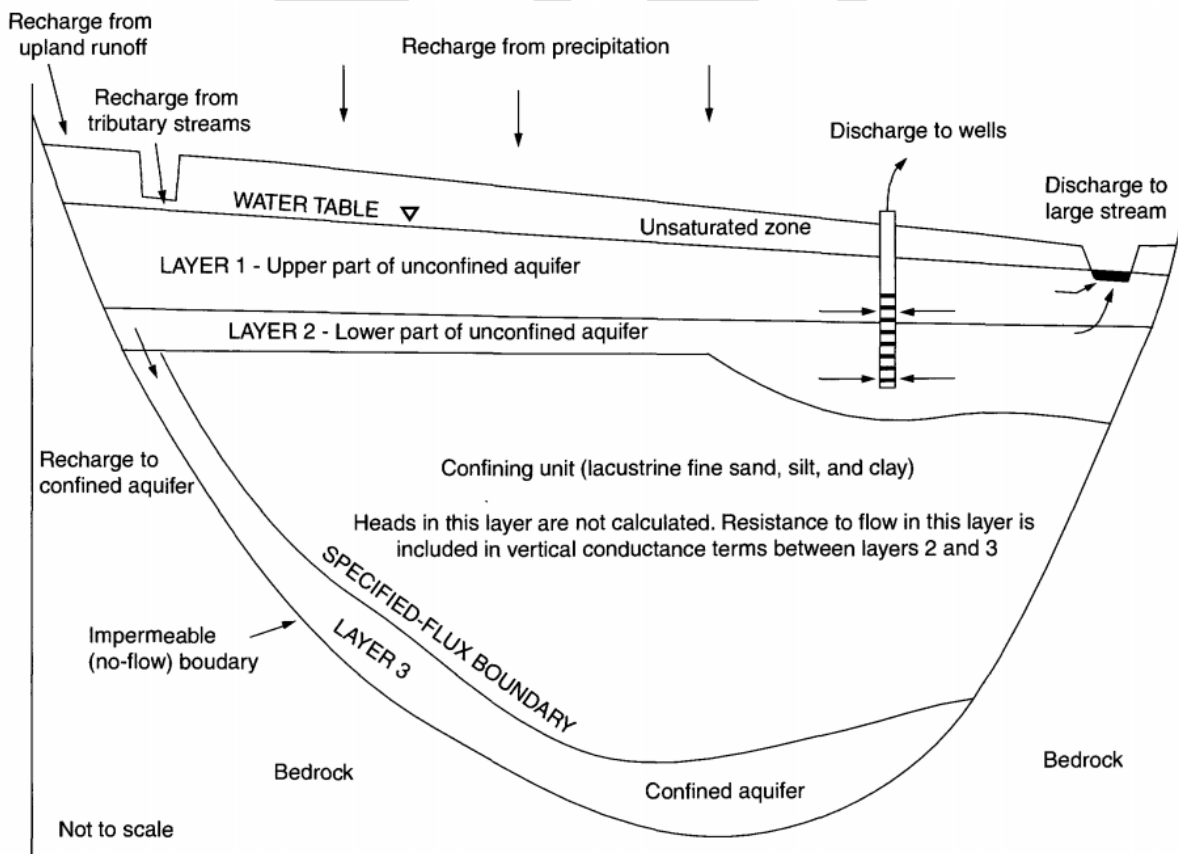 Recharge from
upland runoff
Recharge from precipitation
Recharge from
tributary streams
Discharge to wells
Discharge to
large stream
WATER TABLE
Unsaturated zone
LAYER 1 - Upper part of unconfined aquifer
LAYER 2 - Lower part of unconfined aquifer
Recharge to
confined aquifer
Confining unit (lacustrine fine sand, silt, and clay)
Heads in this layer are not calculated. Resistance to flow in this layer is
included in vertical conductance terms between layers 2 and 3
SPECIFIED-FLUX BOUNDARY
Impermeable
(no-flow) boudary
LAYER 3
Bedrock
Bedrock
Confined aquifer
Not to scale